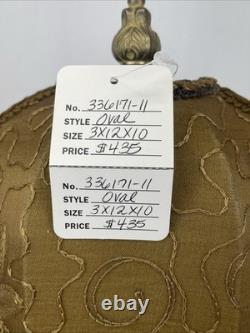 No. 336171-11
STYLE Oval
SIZE 3X12X10
PRICE $435
No. 336171-11
STYLE Oval
SIZE 3X12X10
PRICE $435